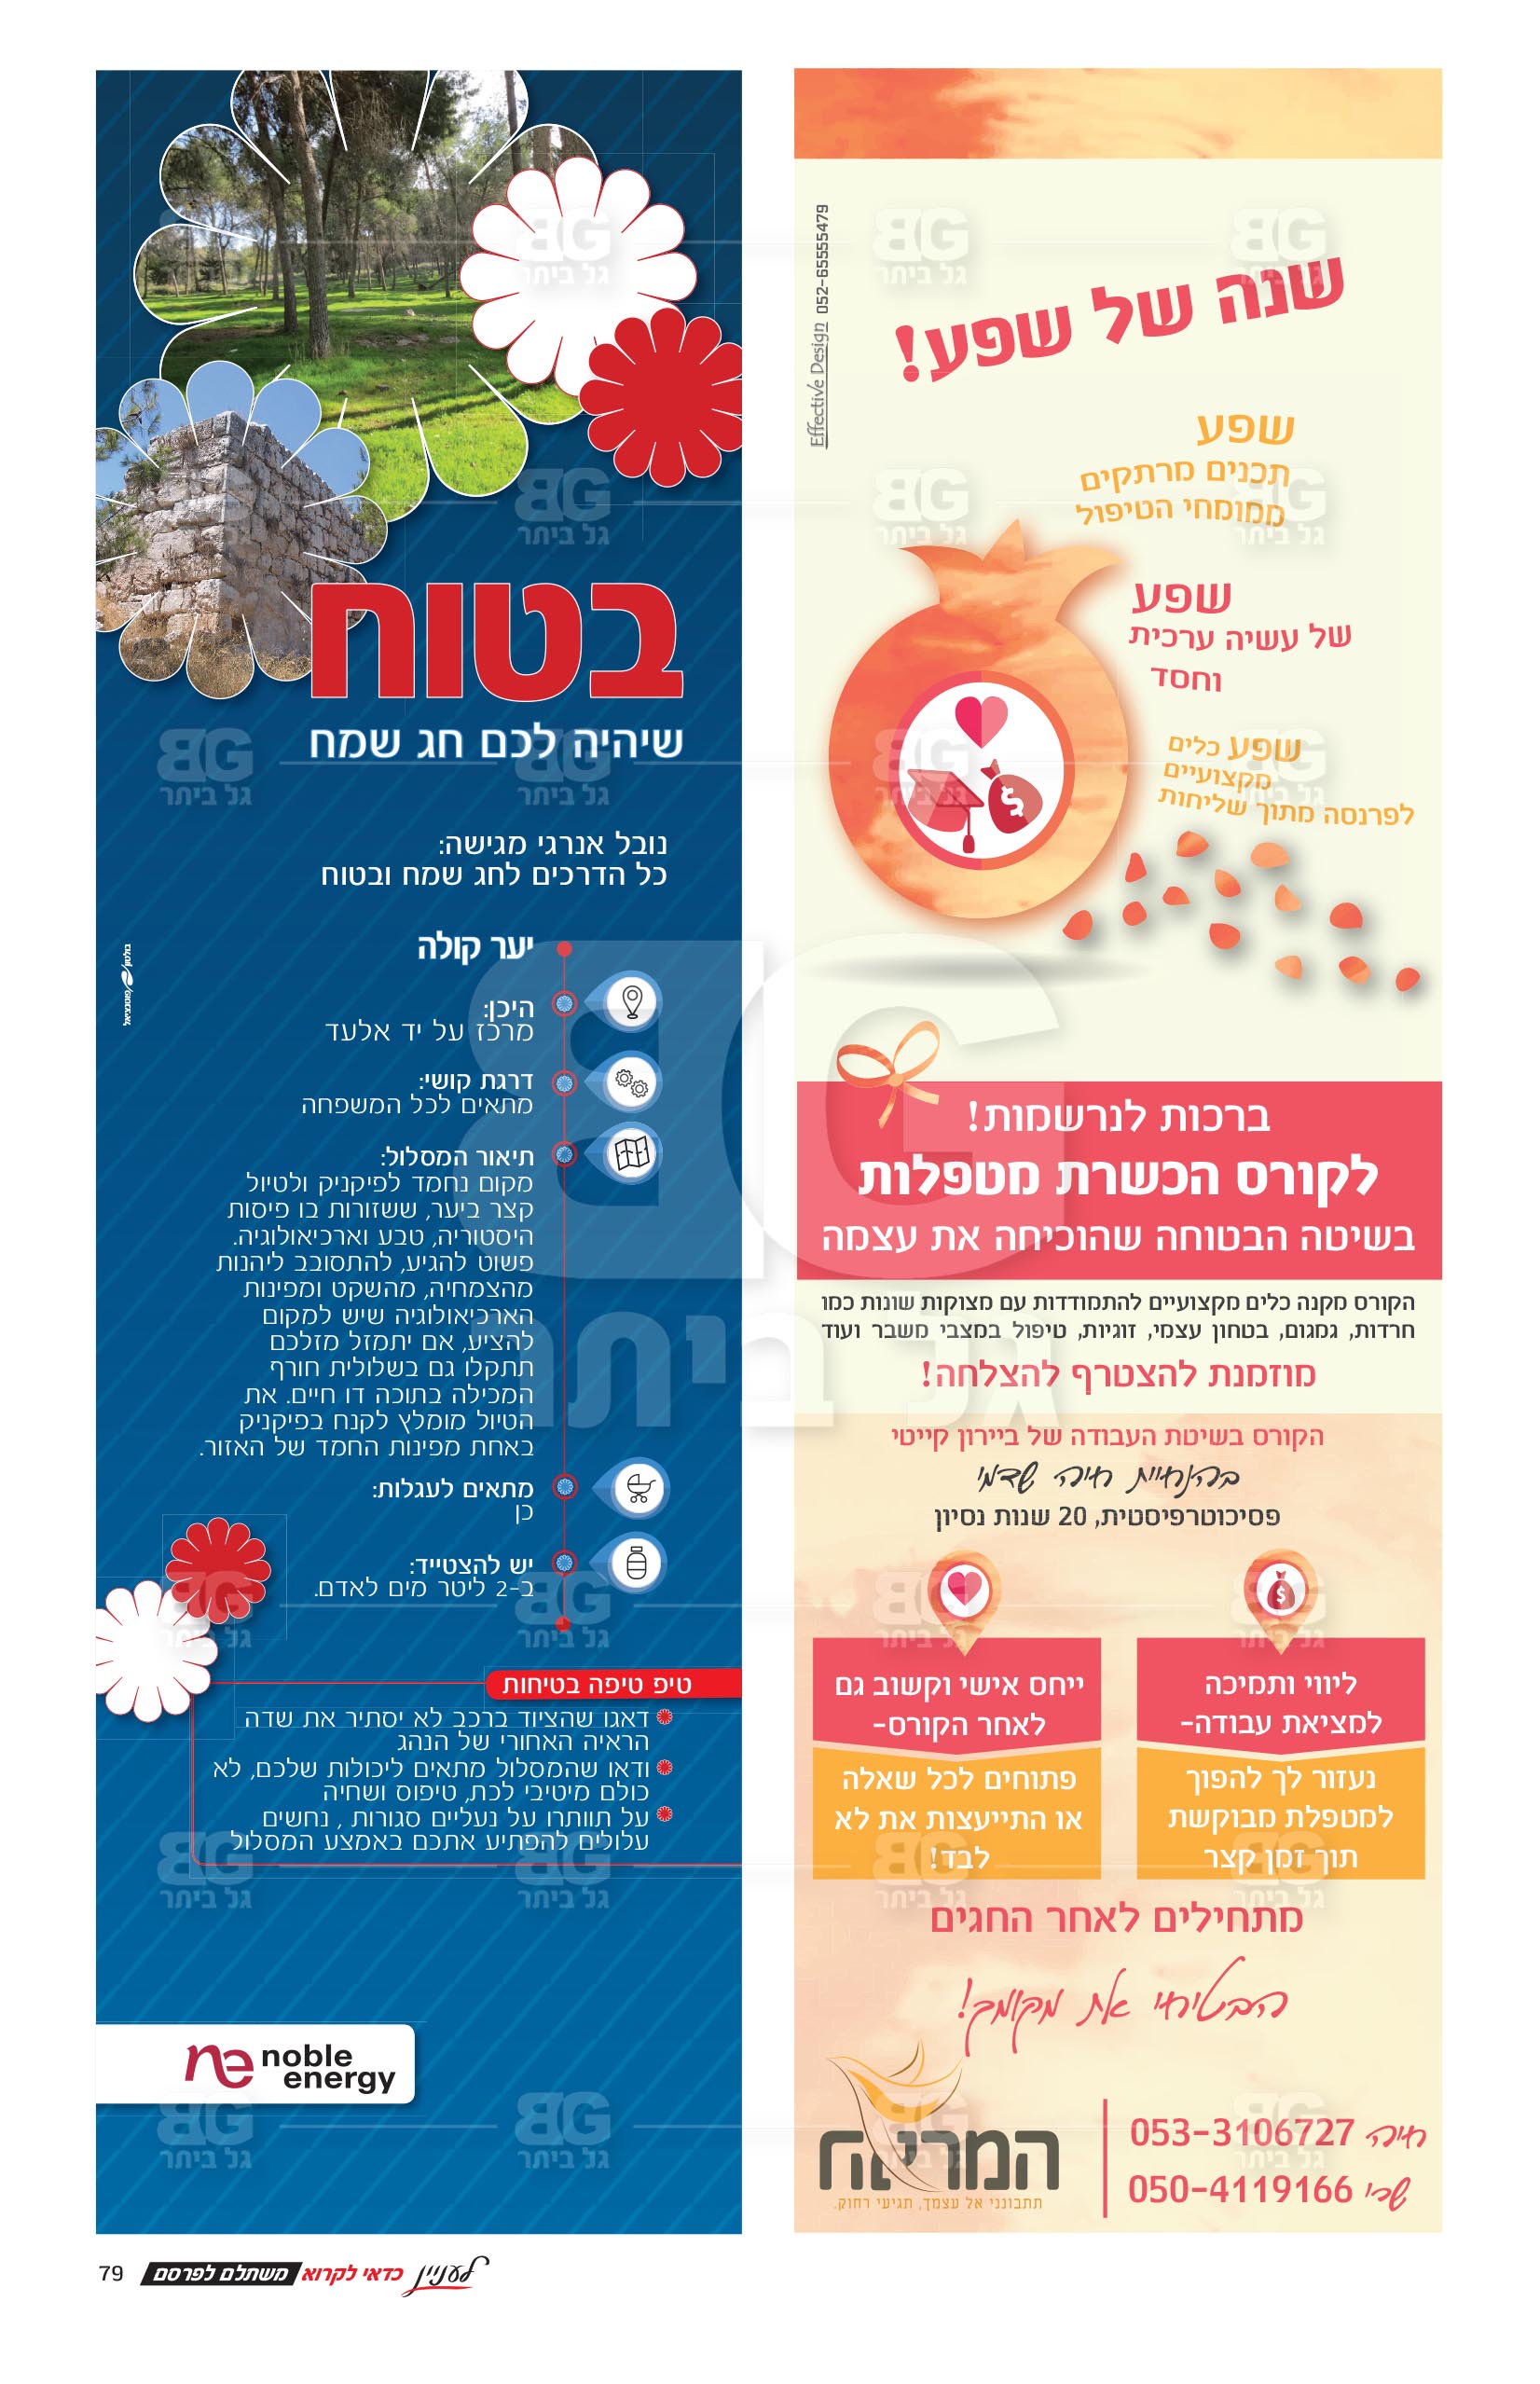 שנה של שפע!
שפע
תכנים מרתקים
ממומחי הטיפול
שפע
של עשיה ערכית
וחסד
שפע כלים
מקצועיים
לפרנסה מתוך שליחות
Effective Design 052-65555479
ברכות לנרשמות!
לקורס הכשרת מטפלות
בשיטה הבטוחה שהוכיחה את עצמה
הקורס מקנה כלים מקצועיים להתמודדות עם מצוקות שונות כמו
חרדות, גמגום, בטחון עצמי, זוגיות, טיפול במצבי משבר ועוד
מוזמנת להצטרף להצלחה!
הקורס בשיטת העבודה של ביירון קייטי
בהנחיית חיה שדמי
פסיכוטרפיסטית, 20 שנות נסיון
ליווי ותמיכה
למציאת עבודה-
נעזור לך להפוך
למטפלת מבוקשת
תוך זמן קצר
ייחס אישי וקשוב גם
לאחר הקורס-
פתוחים לכל שאלה
או התייעצות את לא
לבד!
מתחילים לאחר החגים
הבטיחי את מקומך!
חיה 053-3106727
שבי 050-4119166
המריאה
תתבונני אל עצמך, תגיעי רחוק.
בטוח
שיהיה לכם חג שמח
נובל אנרגי מגישה:
כל הדרכים לחג שמח ובטוח
יער קולה
היכן:
מרכז על יד אלעד
דרגת קושי:
מתאים לכל המשפחה
תיאור המסלול:
מקום נחמד לפיקניק ולטיול
קצר ביער, ששזורות בו פיסות
היסטוריה, טבע וארכיאולוגיה.
פשוט להגיע, להתסובב ליהנות
מהצמחיה, מהשקט ומפינות
הארכיאולוגיה שיש למקום
להציע, אם יתמזל מזלכם
תתקלו גם בשלולית חורף
המכילה בתוכה דו חיים. את
הטיול מומלץ לקנח בפיקניק
באחת מפינות החמד של האזור.
מתאים לעגלות:
כן
יש להצטייד:
ב-2 ליטר מים לאדם.
טיפ טיפה בטיחות
דאגו שהציוד ברכב לא יסתיר את שדה
הראיה האחורי של הנהג
ודאו שהמסלול מתאים ליכולות שלכם, לא
כולם מיטיבי לכת, טיפוס ושחיה
על תוותרו על נעליים סגורות , נחשים
עלולים להפתיע אתכם באמצע המסלול
בולטון פוטנציאל
noble
energy
לעניין כדאי לקרוא משתלם לפרסם 79
BG
גל ביתר